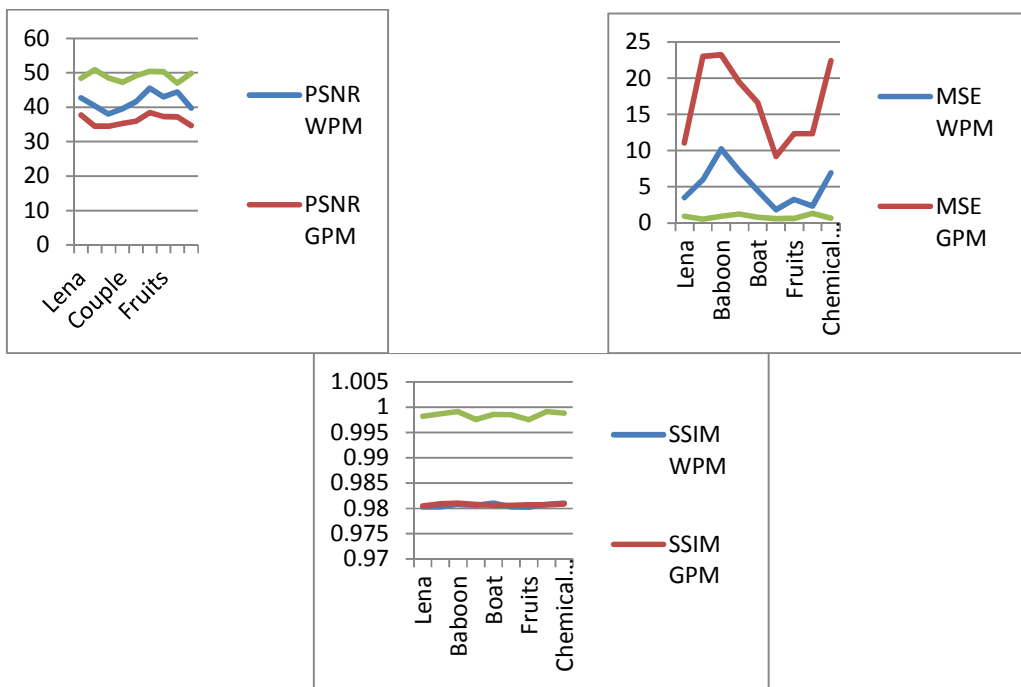 60
50
40
30
20
10
0
Lena
Couple
Fruits
PSNR
WPM
PSNR
GPM
25
20
15
10
5
0
Lena
Baboon
Boat
Fruits
Chemical...
MSE
WPM
MSE
GPM
1.005
1
0.995
0.99
0.985
0.98
0.975
0.97
Lena
Baboon
Boat
Fruits
Chemical...
SSIM
WPM
SSIM
GPM